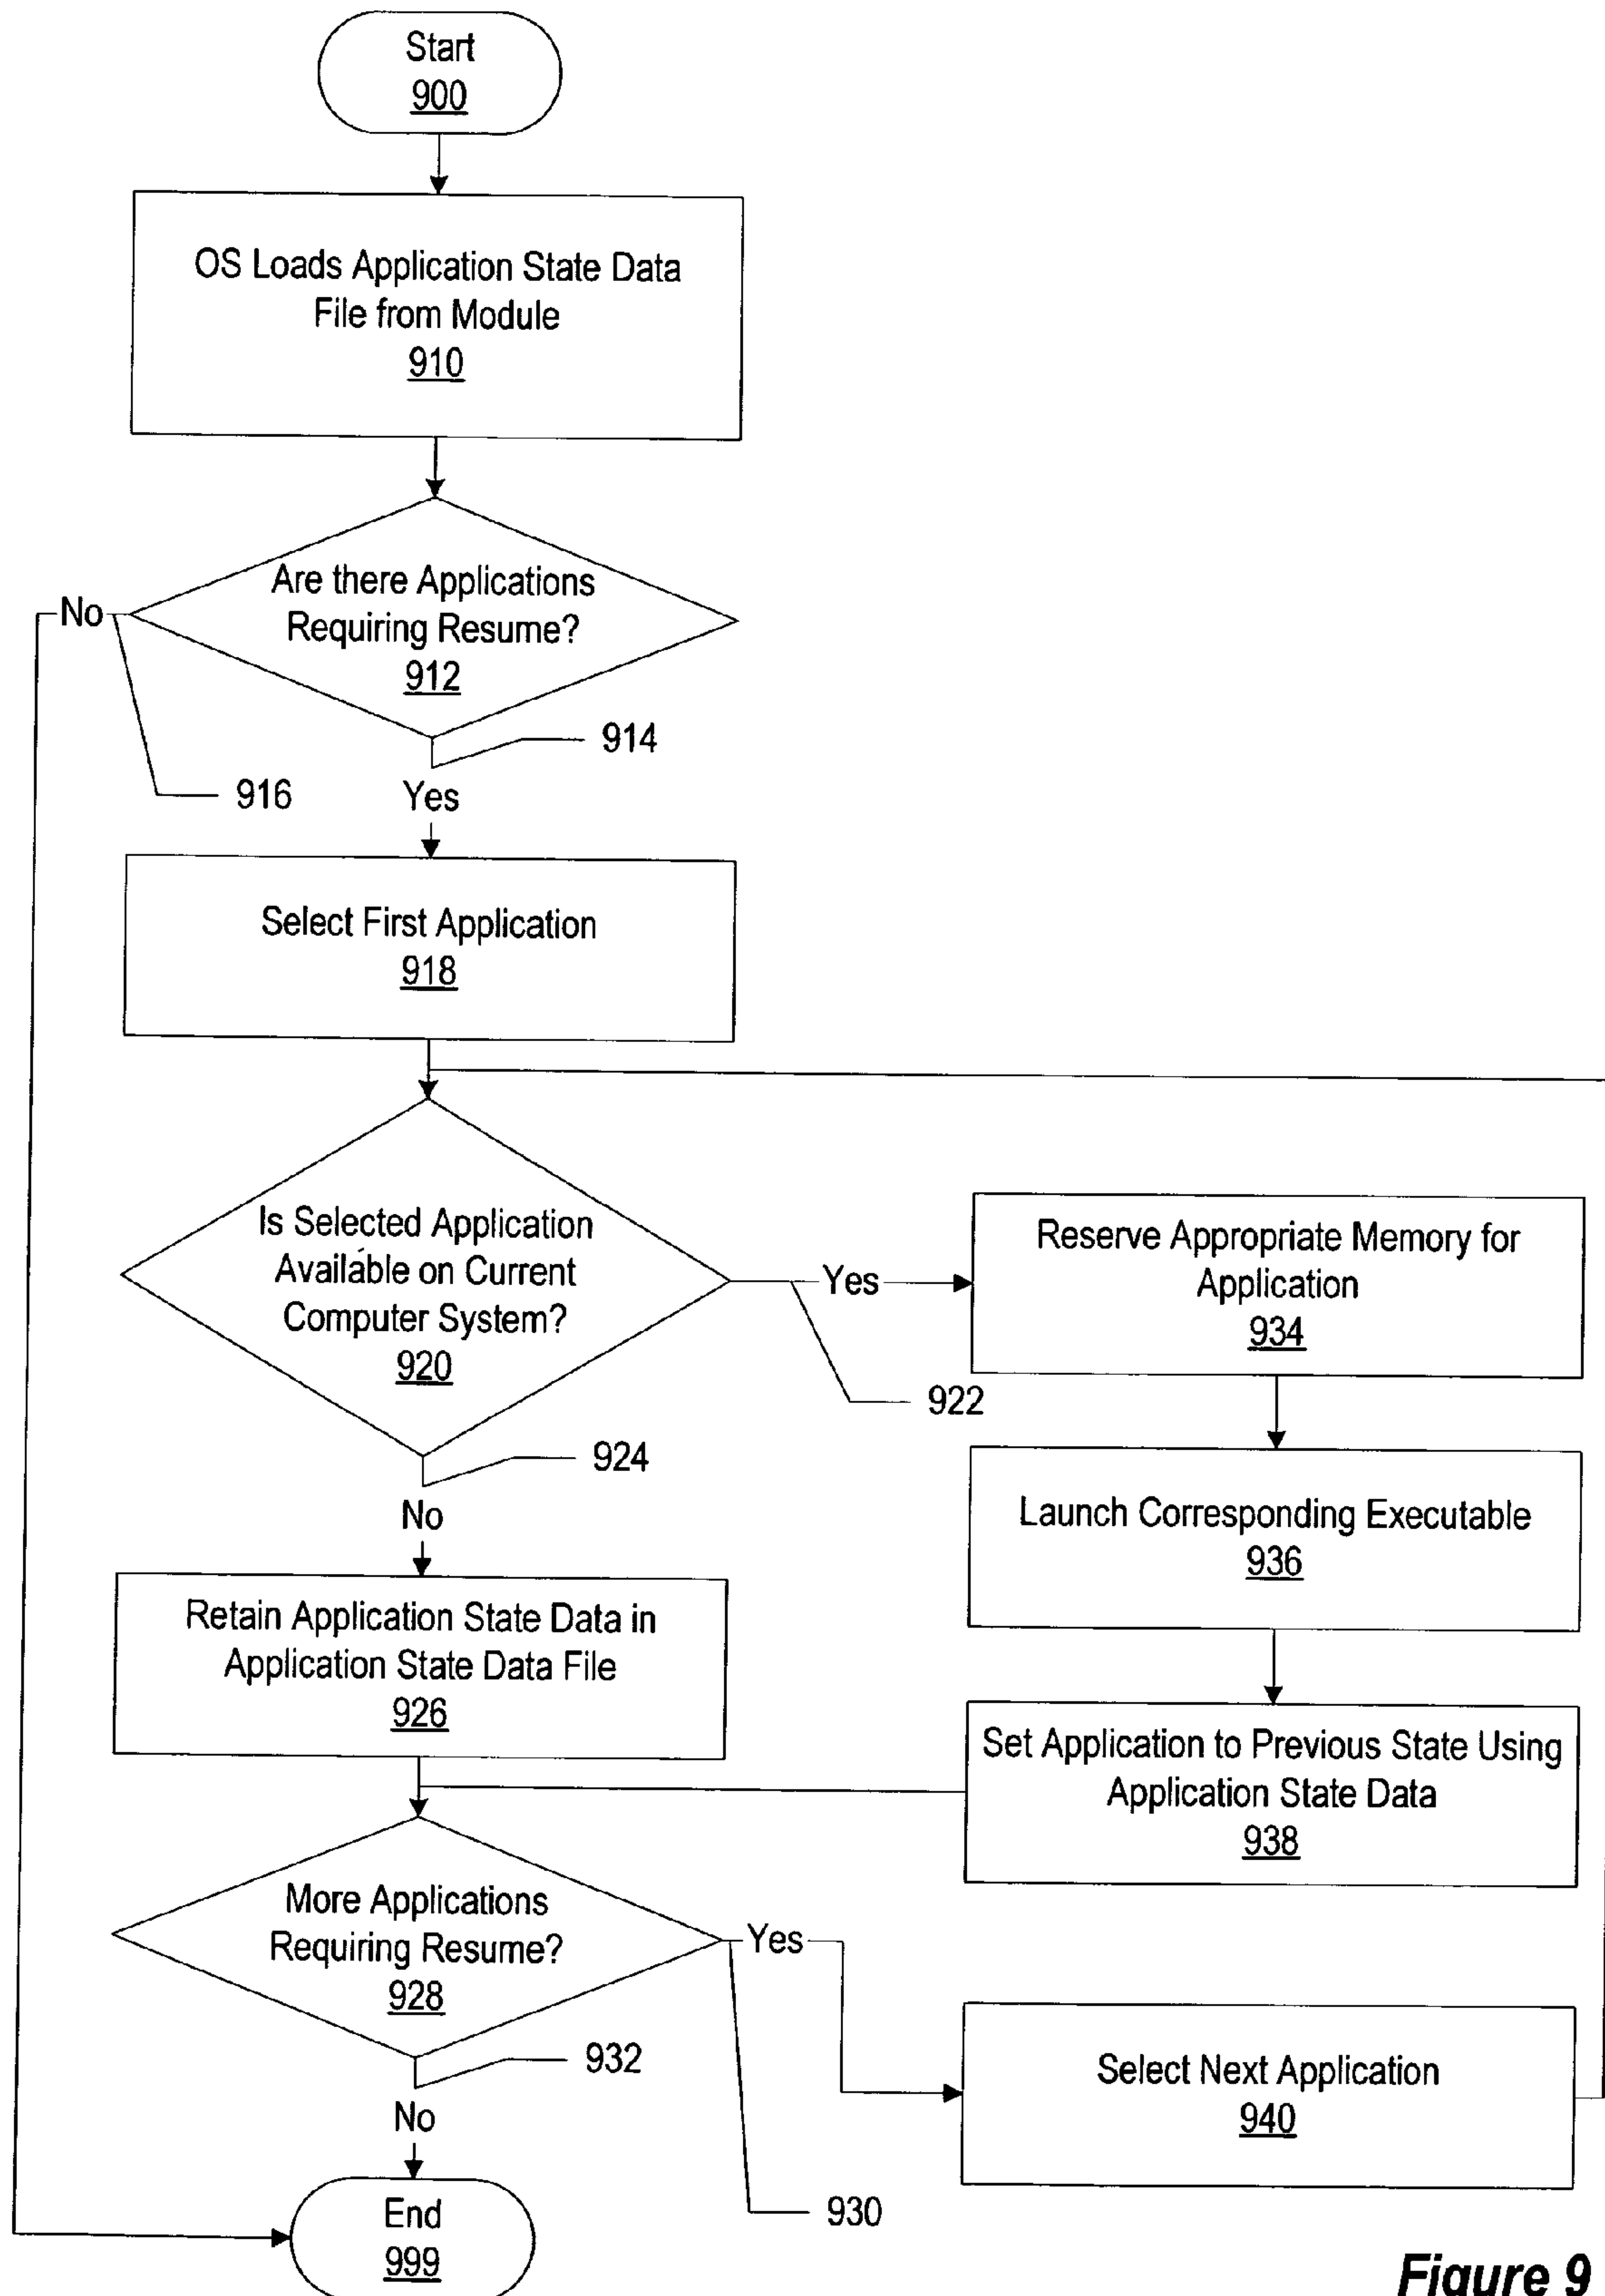 Start
900
OS Loads Application State Data
File from Module
910
Are there Applications
Requiring Resume?
912
No
914
916
Yes
Select First Application
918
Is Selected Application
Available on Current
Computer System?
920
Yes
922
Reserve Appropriate Memory for
Application
934
924
No
Launch Corresponding Executable
936
Retain Application State Data in
Application State Data File
926
Set Application to Previous State Using
Application State Data
938
More Applications
Requiring Resume?
928
Yes
932
No
930
Select Next Application
940
End
999
Figure 9